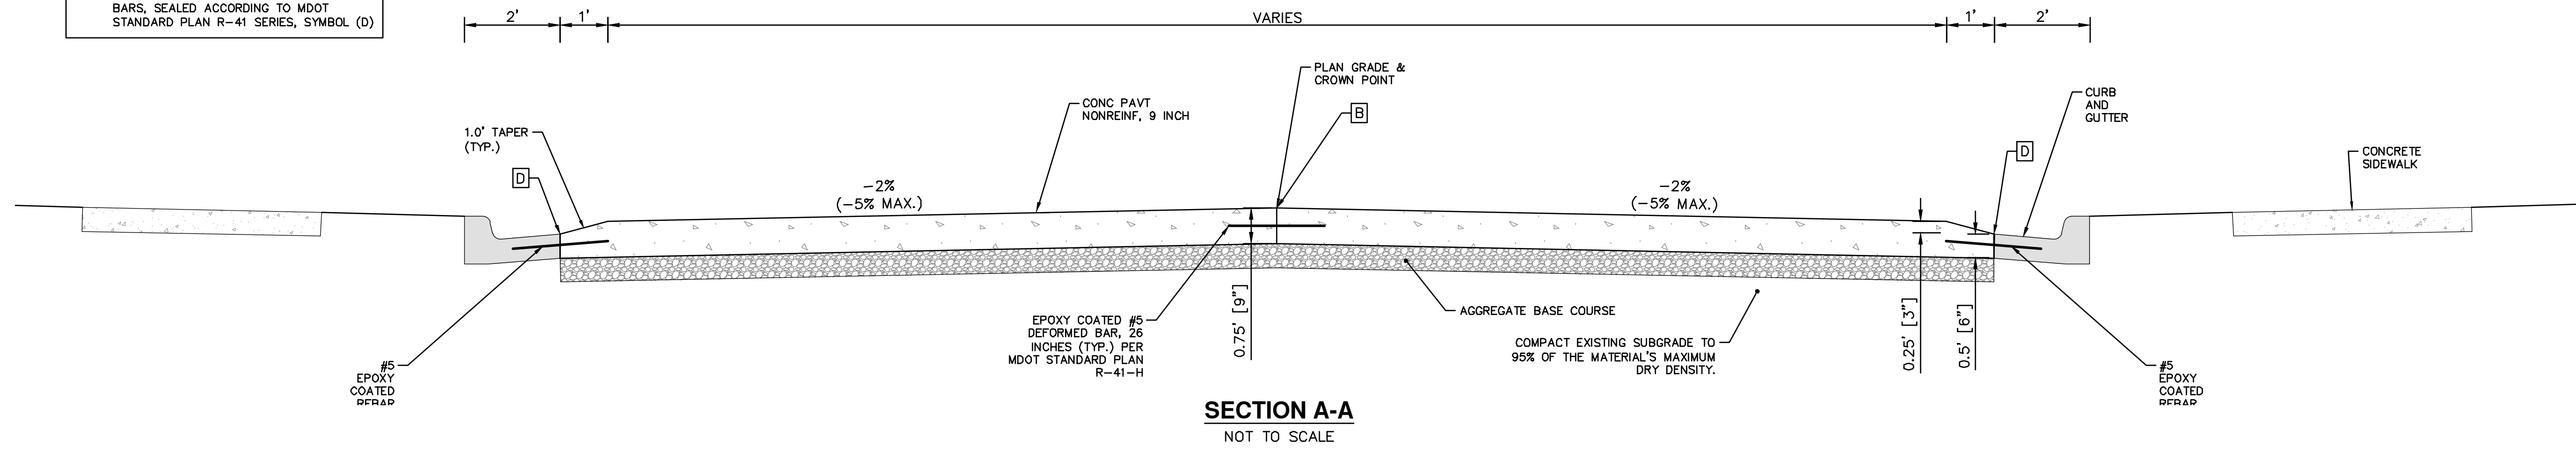 BARS, SEALED ACCORDING TO MDOT
STANDARD PLAN R-41 SERIES, SYMBOL (D)
2'
1'
VARIES
1'
2'
PLAN GRADE &
CROWN POINT
B
CONC PAVT
NONREINF, 9 INCH
CURB
AND
GUTTER
1.0' TAPER
(TYP.)
D
D
CONCRETE
SIDEWALK
-2%
(-5% MAX.)
-2%
(-5% MAX.)
0.75' [9"]
0.25' [3"]
0.5' [6"]
EPOXY COATED #5
DEFORMED BAR, 26
INCHES (TYP.) PER
MDOT STANDARD PLAN
R-41-H
AGGREGATE BASE COURSE
COMPACT EXISTING SUBGRADE TO
95% OF THE MATERIAL'S MAXIMUM
DRY DENSITY.
#5
EPOXY
COATED
REBAR
#5
EPOXY
COATED
REBAR
SECTION A-A
NOT TO SCALE